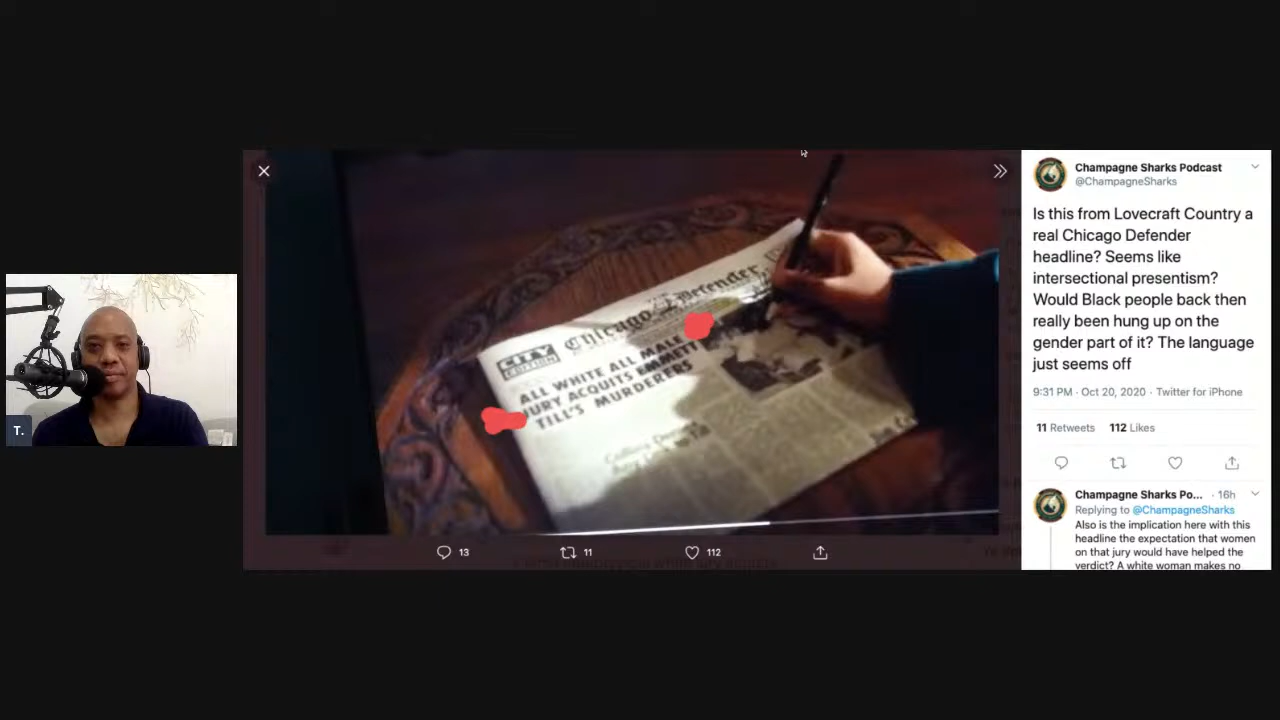 T.
CITY
EDITION
Chicago Defender
ALL WHITE ALL MALE
JURY ACQUITS EMMETT
TILL'S MURDERERS
13
11
112
Champagne Sharks Podcast
@ChampagneSharks
Is this from Lovecraft Country a
real Chicago Defender
headline? Seems like
intersectional presentism?
Would Black people back then
really been hung up on the
gender part of it? The language
just seems off
9:31 PM · Oct 20, 2020 · Twitter for iPhone
11 Retweets 112 Likes
Champagne Sharks Po... · 16h
Replying to @ChampagneSharks
Also is the implication here with this
headline the expectation that women
on that jury would have helped the
verdict? A white woman makes no